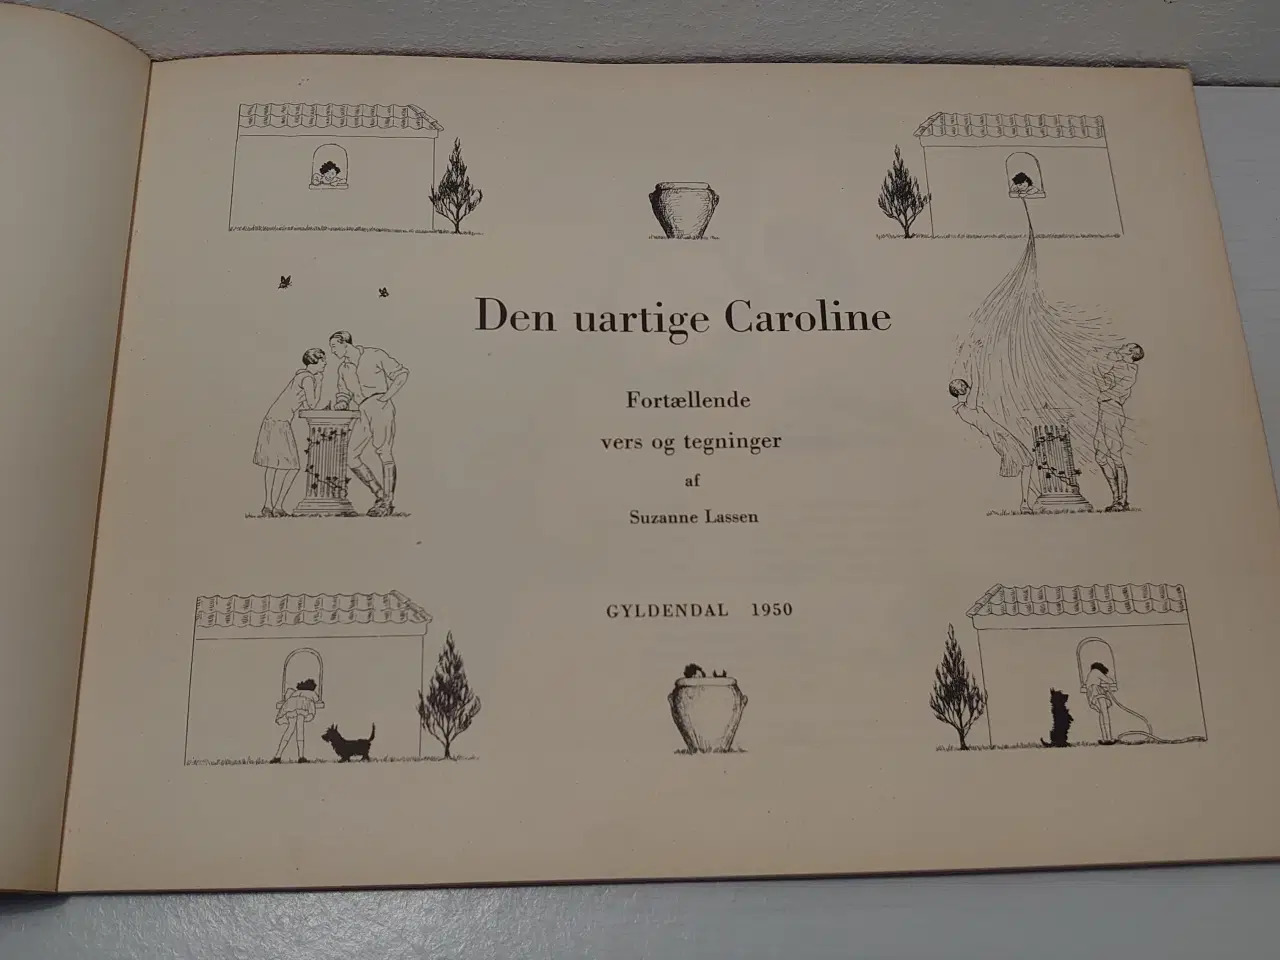 Den uartige Caroline
Fortællende
vers og tegninger
af
Suzanne Lassen
GYLDENDAL 1950